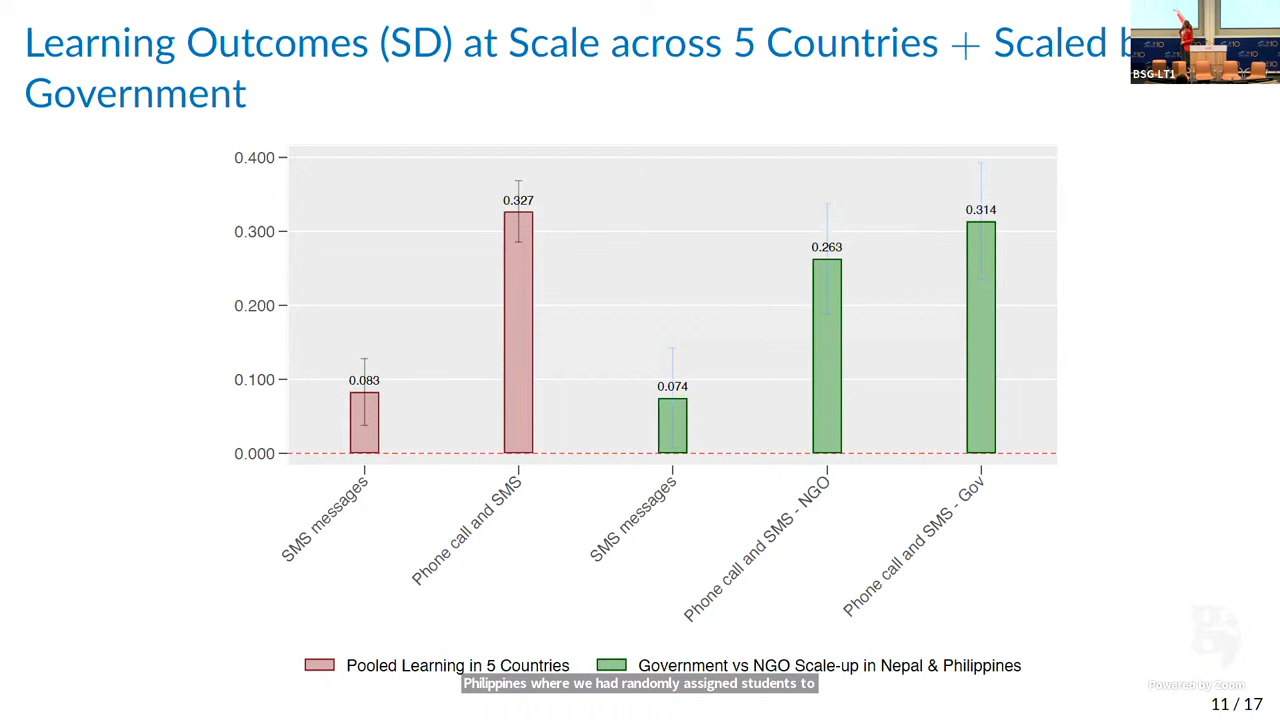 Learning Outcomes (SD) at Scale across 5 Countries + Scaled
Government
BSG-LT1
0.400
0.300
0.200
0.100
0.000
0.083
0.327
0.074
0.263
0.314
SMS messages
Phone call and SMS
SMS messages
Phone call and SMS - NGO
Phone call and SMS - Gov
Pooled Learning in 5 Countries
Government vs NGO Scale-up in Nepal & Philippines
Philippines where we had randomly assigned students to
Powered by Zoom
11 / 17